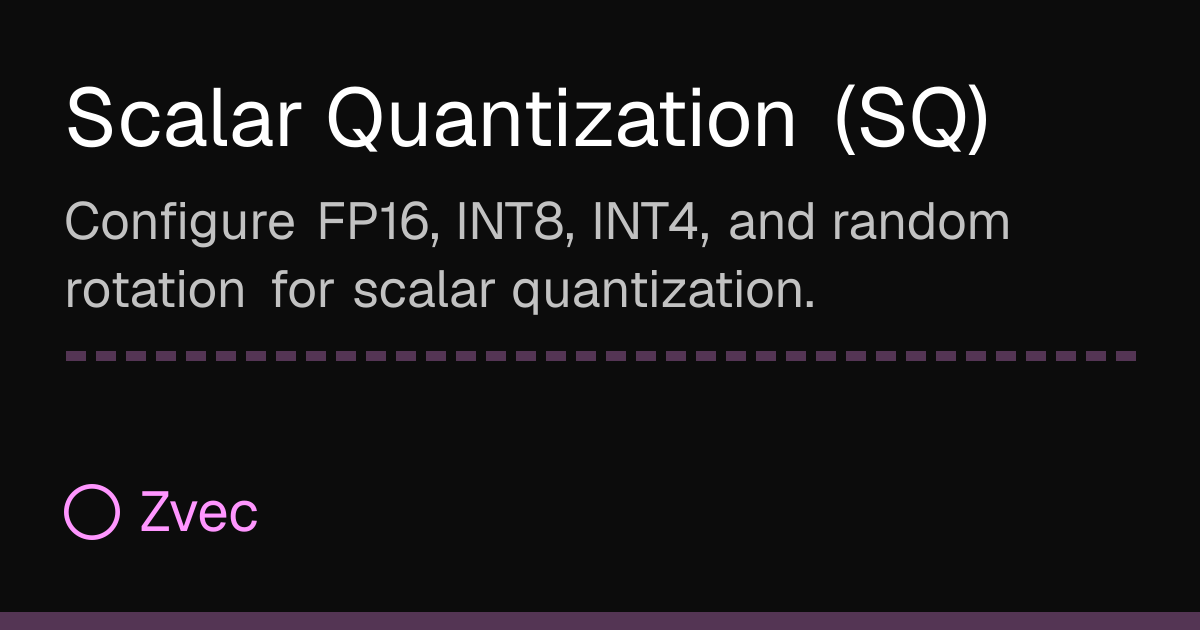 Scalar Quantization (SQ)
Configure FP16, INT8, INT4, and random
rotation for scalar quantization.
Zvec